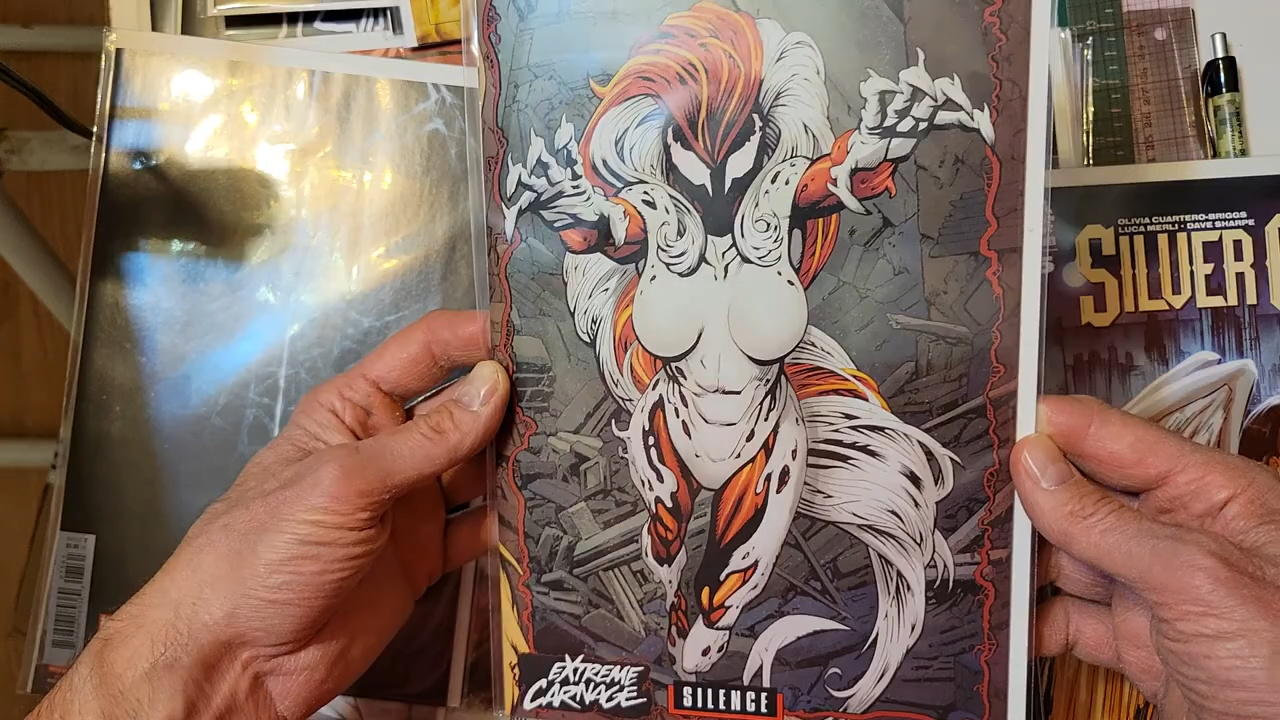 EXTREME
CARNAGE
SILENCE
OLIVIA CUARTERO-BRIGGS
LUCA MERLI • DAVE SHARPE
SILVER